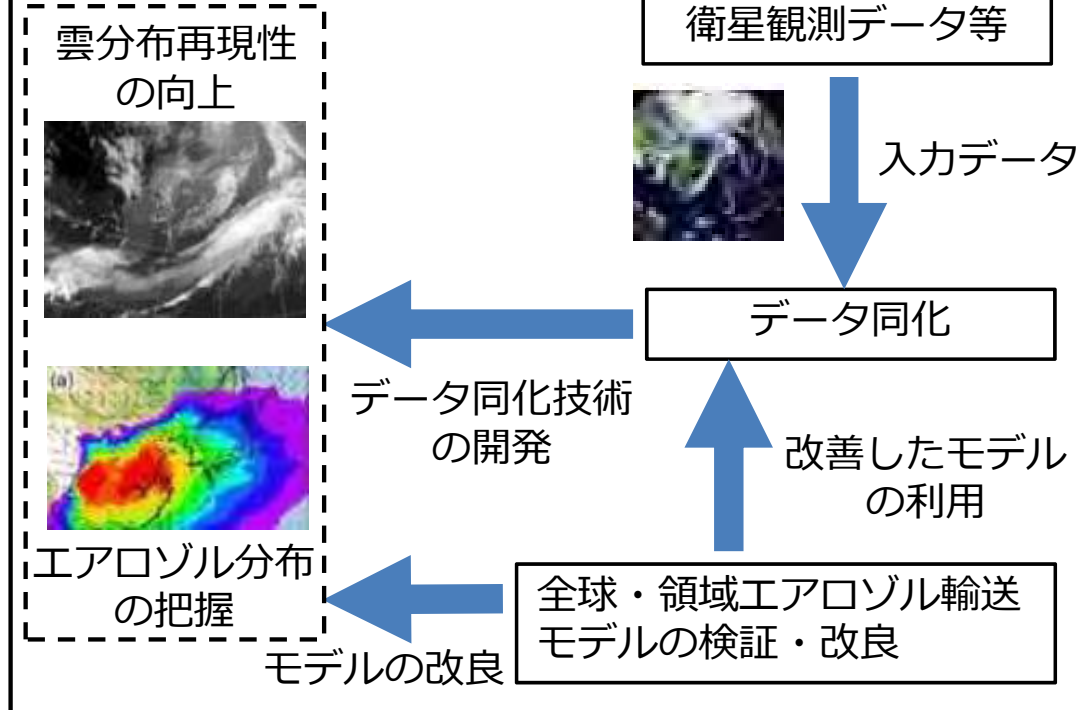 雲分布再現性
の向上
(a)
エアロゾル分布
の把握
衛星観測データ等
入力データ
データ同化
データ同化技術
の開発
改善したモデル
の利用
全球・領域エアロゾル輸送
モデルの検証・改良
モデルの改良